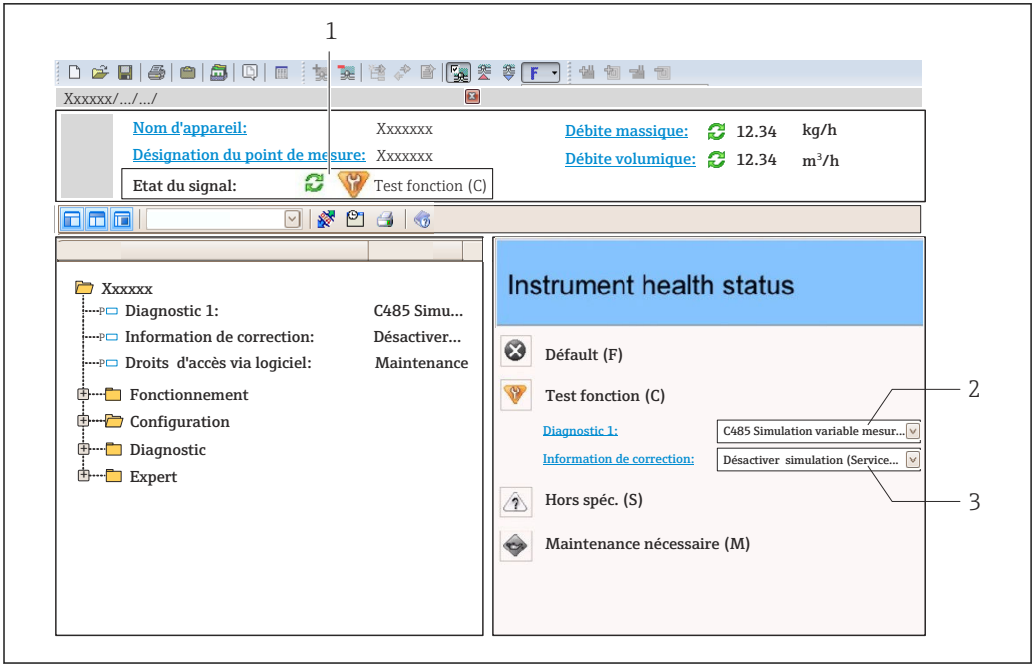 1
F
Xxxxxx/.../.../
Nom d'appareil: Xxxxxxx Débite massique: 12.34 kg/h
Désignation du point de mesure: Xxxxxxx Débite volumique: 12.34 m³/h
Etat du signal: Test fonction (C)
Xxxxxx
P Diagnostic 1: C485 Simu...
P Information de correction: Désactiver...
P Droits d'accès via logiciel: Maintenance
Fonctionnement
Configuration
Diagnostic
Expert
Instrument health status
Défault (F)
Test fonction (C)
2
Diagnostic 1: C485 Simulation variable mesur...
Information de correction: Désactiver simulation (Service...
3
Hors spéc. (S)
Maintenance nécessaire (M)